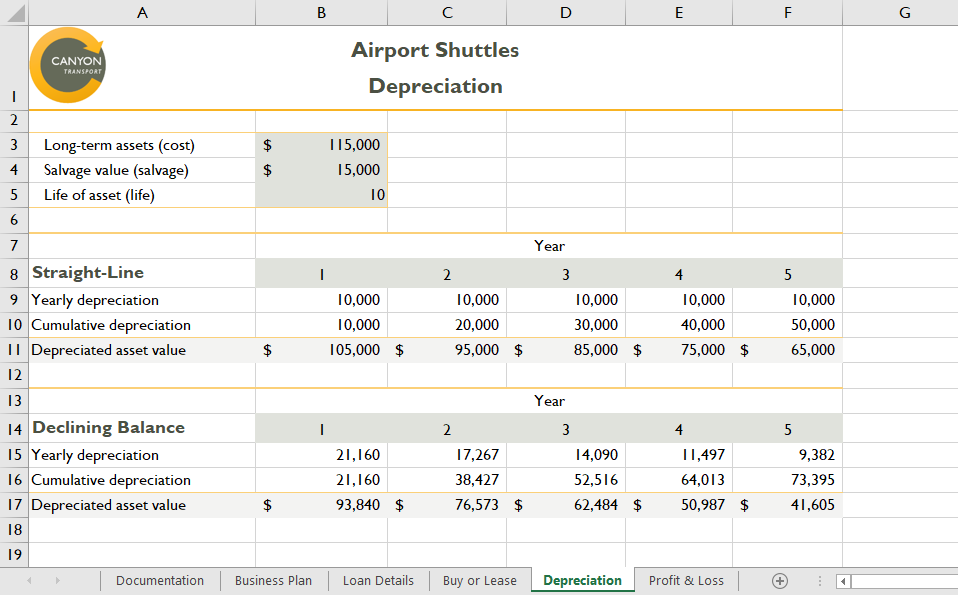 A B C D E F G
1 CANYON TRANSPORT Airport Shuttles
Depreciation
2
3 Long-term assets (cost) $ 115,000
4 Salvage value (salvage) $ 15,000
5 Life of asset (life) 10
6
7 Year
8 Straight-Line 1 2 3 4 5
9 Yearly depreciation 10,000 10,000 10,000 10,000 10,000
10 Cumulative depreciation 10,000 20,000 30,000 40,000 50,000
11 Depreciated asset value $ 105,000 $ 95,000 $ 85,000 $ 75,000 $ 65,000
12
13 Year
14 Declining Balance 1 2 3 4 5
15 Yearly depreciation 21,160 17,267 14,090 11,497 9,382
16 Cumulative depreciation 21,160 38,427 52,516 64,013 73,395
17 Depreciated asset value $ 93,840 $ 76,573 $ 62,484 $ 50,987 $ 41,605
18
19
Documentation Business Plan Loan Details Buy or Lease Depreciation Profit & Loss